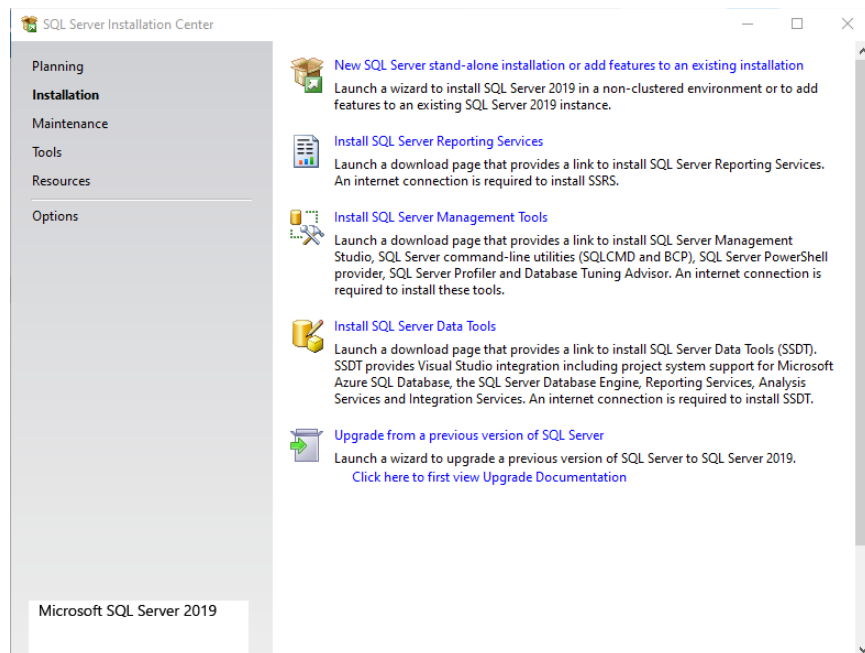 SQL Server Installation Center
Planning
Installation
Maintenance
Tools
Resources
Options
Microsoft SQL Server 2019
New SQL Server stand-alone installation or add features to an existing installation
Launch a wizard to install SQL Server 2019 in a non-clustered environment or to add
features to an existing SQL Server 2019 instance.
Install SQL Server Reporting Services
Launch a download page that provides a link to install SQL Server Reporting Services.
An internet connection is required to install SSRS.
Install SQL Server Management Tools
Launch a download page that provides a link to install SQL Server Management
Studio, SQL Server command-line utilities (SQLCMD and BCP), SQL Server PowerShell
provider, SQL Server Profiler and Database Tuning Advisor. An internet connection is
required to install these tools.
Install SQL Server Data Tools
Launch a download page that provides a link to install SQL Server Data Tools (SSDT).
SSDT provides Visual Studio integration including project system support for Microsoft
Azure SQL Database, the SQL Server Database Engine, Reporting Services, Analysis
Services and Integration Services. An internet connection is required to install SSDT.
Upgrade from a previous version of SQL Server
Launch a wizard to upgrade a previous version of SQL Server to SQL Server 2019.
Click here to first view Upgrade Documentation